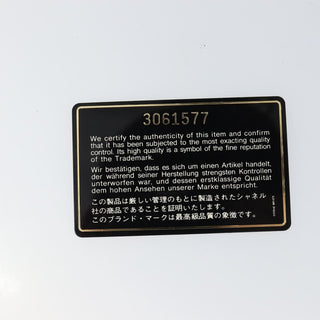 3061577
We certify the authenticity of this item and confirm
that it has been subjected to the most exacting quality
control. Its high quality is a symbol of the fine reputation
of the Trademark.
Wir bestätigen, dass es sich um einen Artikel handelt,
der während seiner Herstellung strengsten Kontrollen
unterworfen war, und dessen erstklassige Qualität
dem hohen Ansehen unserer Marke entspricht.
この製品は厳しい管理のもとに製造されたシャネル
社の商品であることを証明いたします。
このブランド・マークは最高級品質の象徴です。